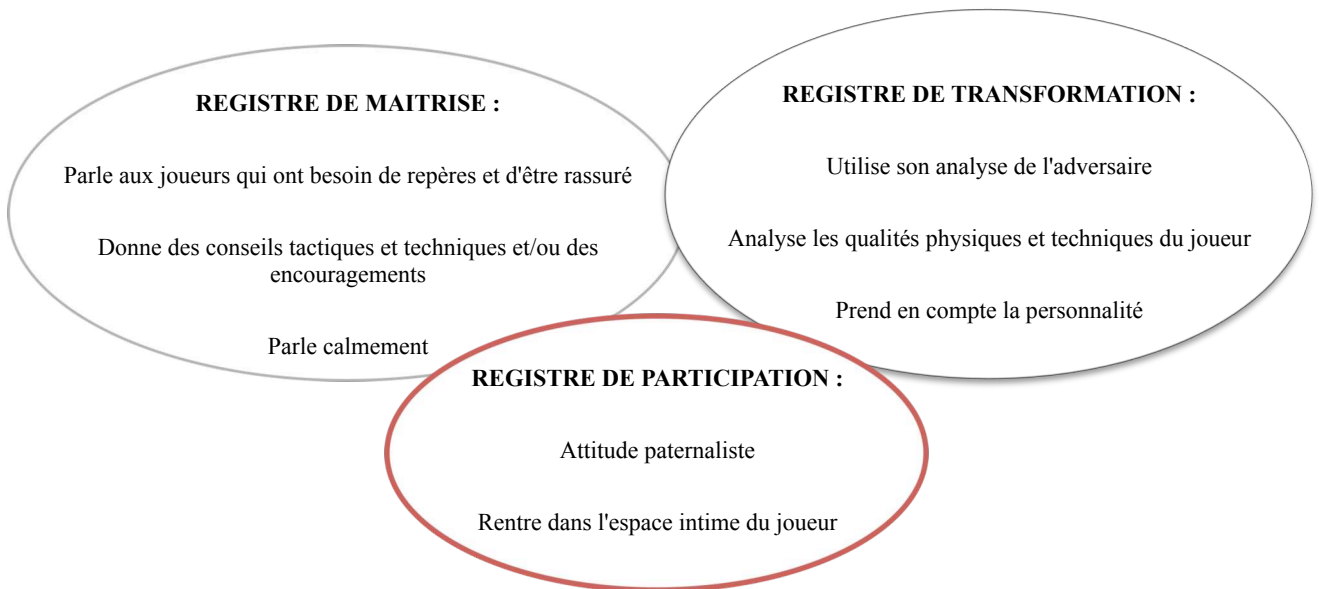 REGISTRE DE MAITRISE :
Parle aux joueurs qui ont besoin de repères et d'être rassuré
Donne des conseils tactiques et techniques et/ou des
encouragements
Parle calmement
REGISTRE DE TRANSFORMATION :
Utilise son analyse de l'adversaire
Analyse les qualités physiques et techniques du joueur
Prend en compte la personnalité
REGISTRE DE PARTICIPATION :
Attitude paternaliste
Rentre dans l'espace intime du joueur